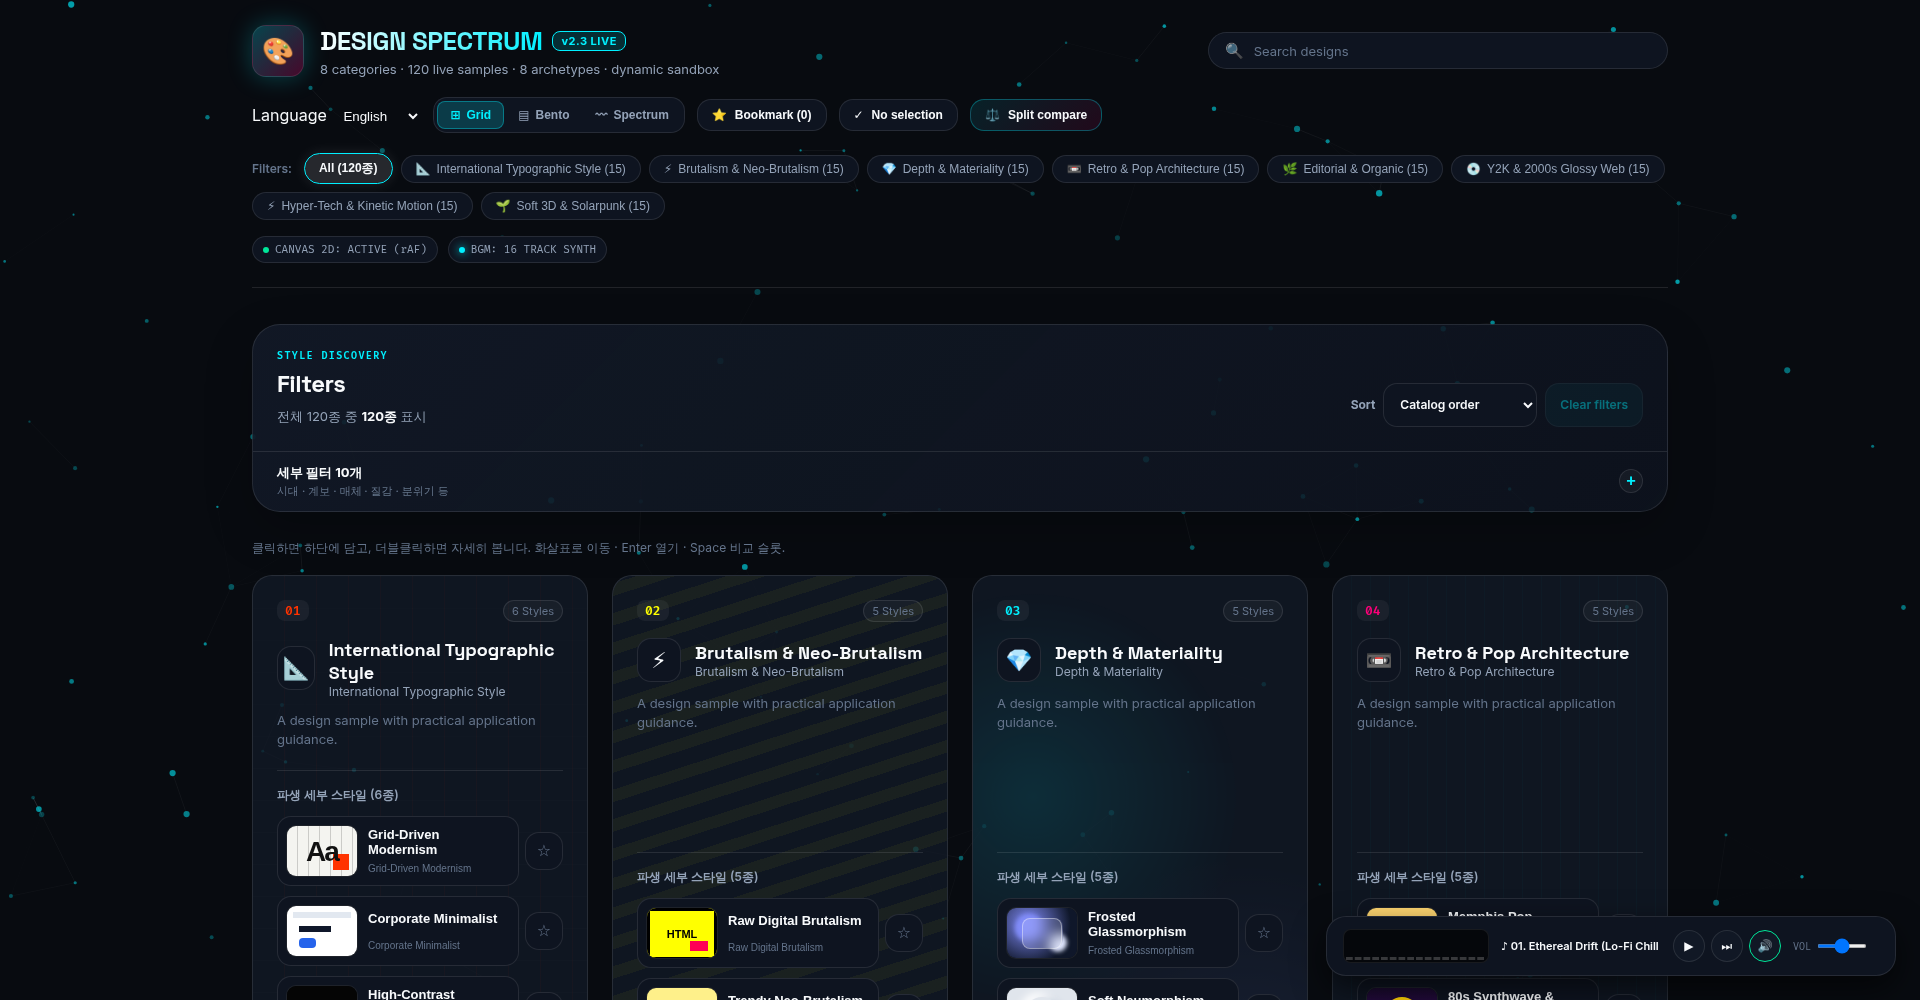 DESIGN SPECTRUM v2.3 LIVE
8 categories · 120 live samples · 8 archetypes · dynamic sandbox
Search designs
Language English Grid Bento Spectrum Bookmark (0) ✓ No selection Split compare
Filters: All (120종) International Typographic Style (15) Brutalism & Neo-Brutalism (15) Depth & Materiality (15) Retro & Pop Architecture (15) Editorial & Organic (15) Y2K & 2000s Glossy Web (15)
Hyper-Tech & Kinetic Motion (15) Soft 3D & Solarpunk (15)
CANVAS 2D: ACTIVE (rAF) BGM: 16 TRACK SYNTH
STYLE DISCOVERY
Filters
전체 120종 중 120종 표시
Sort Catalog order Clear filters
세부 필터 10개
시대 · 계보 · 매체 · 질감 · 분위기 등
+
클릭하면 하단에 담고, 더블클릭하면 자세히 봅니다. 화살표로 이동 · Enter 열기 · Space 비교 슬롯.
01 6 Styles
International Typographic
Style
International Typographic Style
A design sample with practical application
guidance.
파생 세부 스타일 (6종)
Aa
Grid-Driven
Modernism
Grid-Driven Modernism
Corporate Minimalist
Corporate Minimalist
High-Contrast
02 5 Styles
Brutalism & Neo-Brutalism
Brutalism & Neo-Brutalism
A design sample with practical application
guidance.
파생 세부 스타일 (5종)
HTML
Raw Digital Brutalism
Raw Digital Brutalism
Trendy Neo-Brutalism
03 5 Styles
Depth & Materiality
Depth & Materiality
A design sample with practical application
guidance.
파생 세부 스타일 (5종)
Frosted
Glassmorphism
Frosted Glassmorphism
Soft Neumorphism
04 5 Styles
Retro & Pop Architecture
Retro & Pop Architecture
A design sample with practical application
guidance.
파생 세부 스타일 (5종)
Memphis Pop
80s Synthwave &
♪ 01. Ethereal Drift (Lo-Fi Chill
VOL